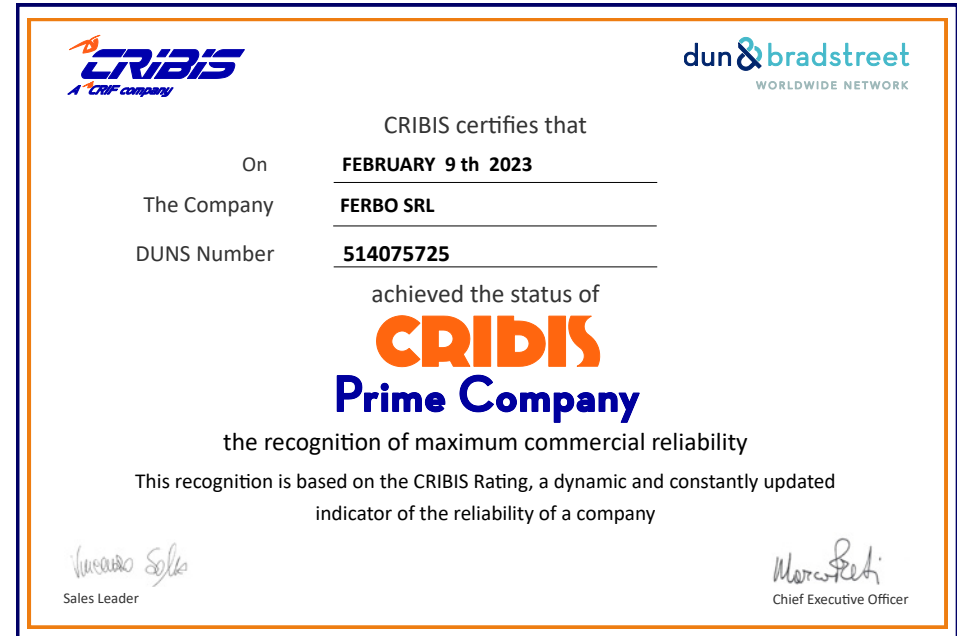 CRIBIS
A CRIF company
dun & bradstreet
WORLDWIDE NETWORK
CRIBIS certifies that
On FEBRUARY 9 th 2023
The Company FERBO SRL
DUNS Number 514075725
achieved the status of
CRIBIS
Prime Company
the recognition of maximum commercial reliability
This recognition is based on the CRIBIS Rating, a dynamic and constantly updated
indicator of the reliability of a company
Sales Leader
Marco Preti
Chief Executive Officer